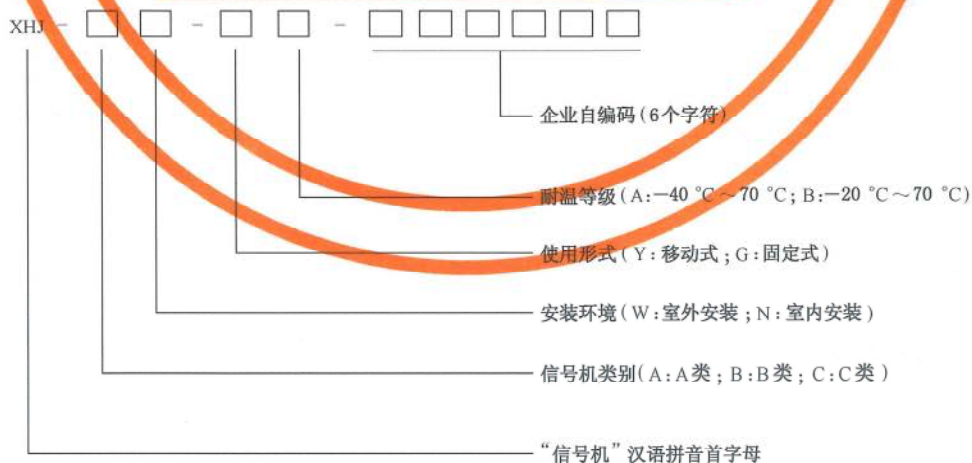 XHJ - □ □ - □ □ - □ □ □ □ □ □
企业自编码(6个字符)
耐温等级(A:-40 ℃～70 ℃; B:-20 ℃～70 ℃)
使用形式(Y:移动式;G:固定式)
安装环境(W:室外安装;N:室内安装)
信号机类别(A:A类; B:B类; C:C类)
“信号机”汉语拼音首字母